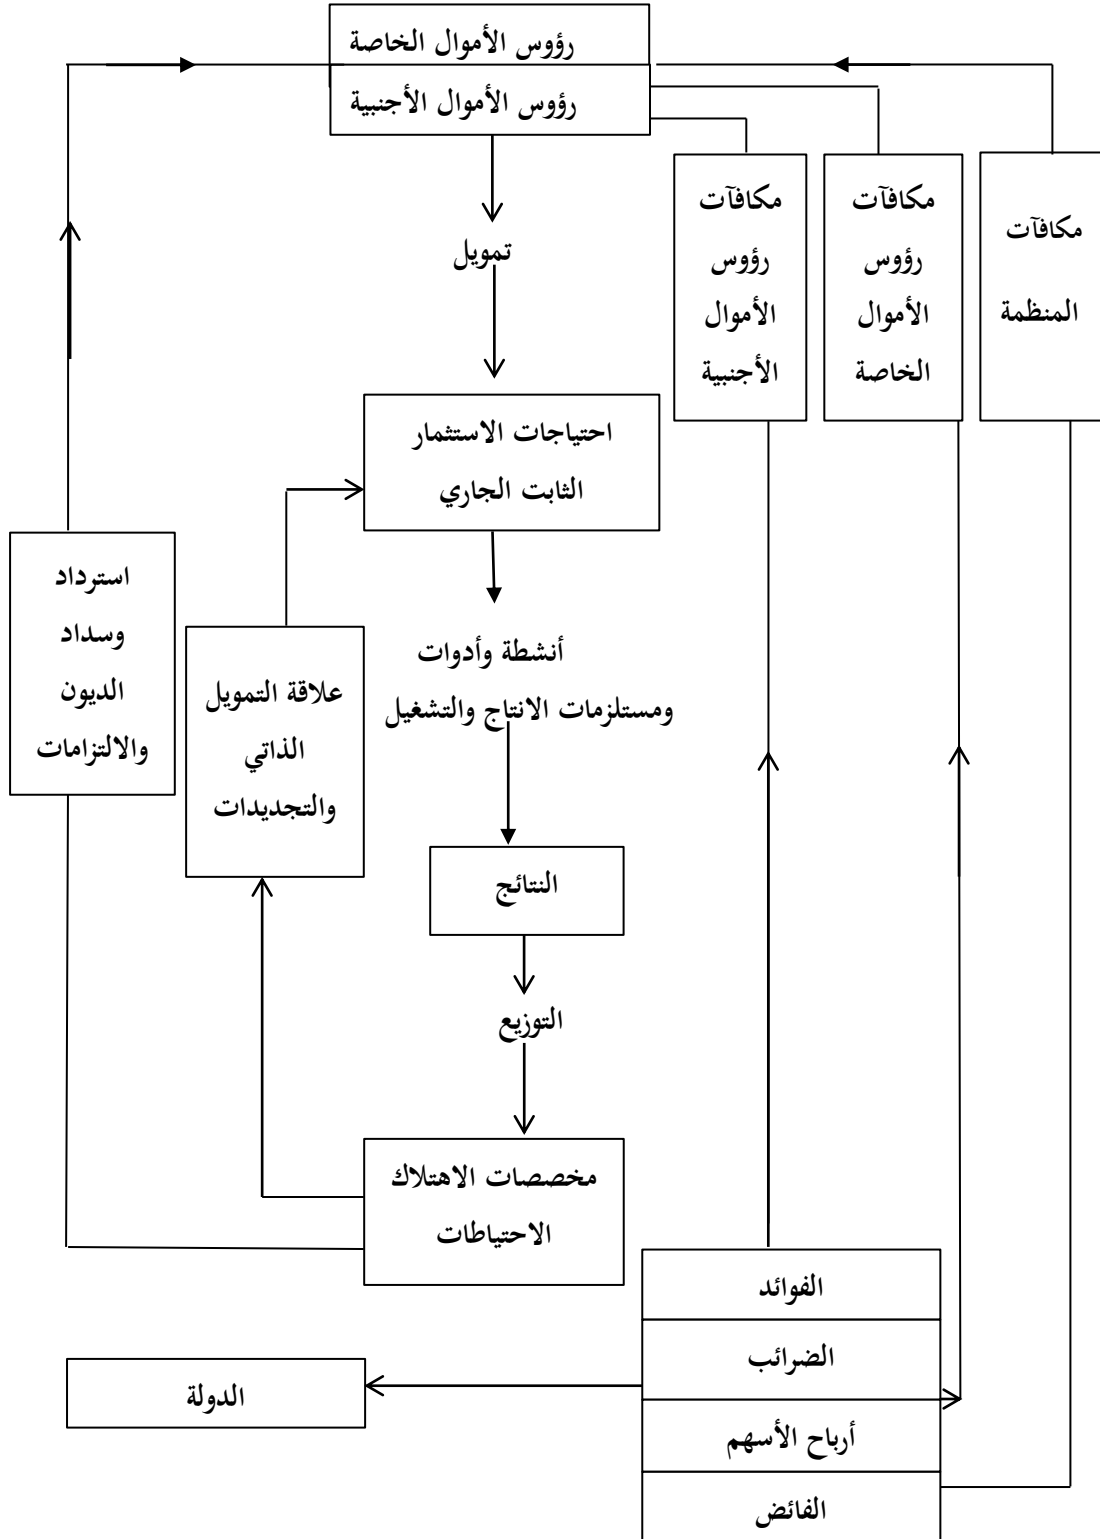 رؤوس الأموال الخاصة
رؤوس الأموال الأجنبية
مكافآت
رؤوس
الأموال
الأجنبية
مكافآت
رؤوس
الأموال
الخاصة
مكافآت
المنظمة
تمويل
احتياجات الاستثمار
الثابت الجاري
استرداد
وسداد
الديون
والالتزامات
علاقة التمويل
الذاتي
والتجديدات
أنشطة وأدوات
ومستلزمات الانتاج والتشغيل
النتائج
التوزيع
مخصصات الاهتلاك
الاحتياطات
الفوائد
الضرائب
أرباح الأسهم
الفائض
الدولة